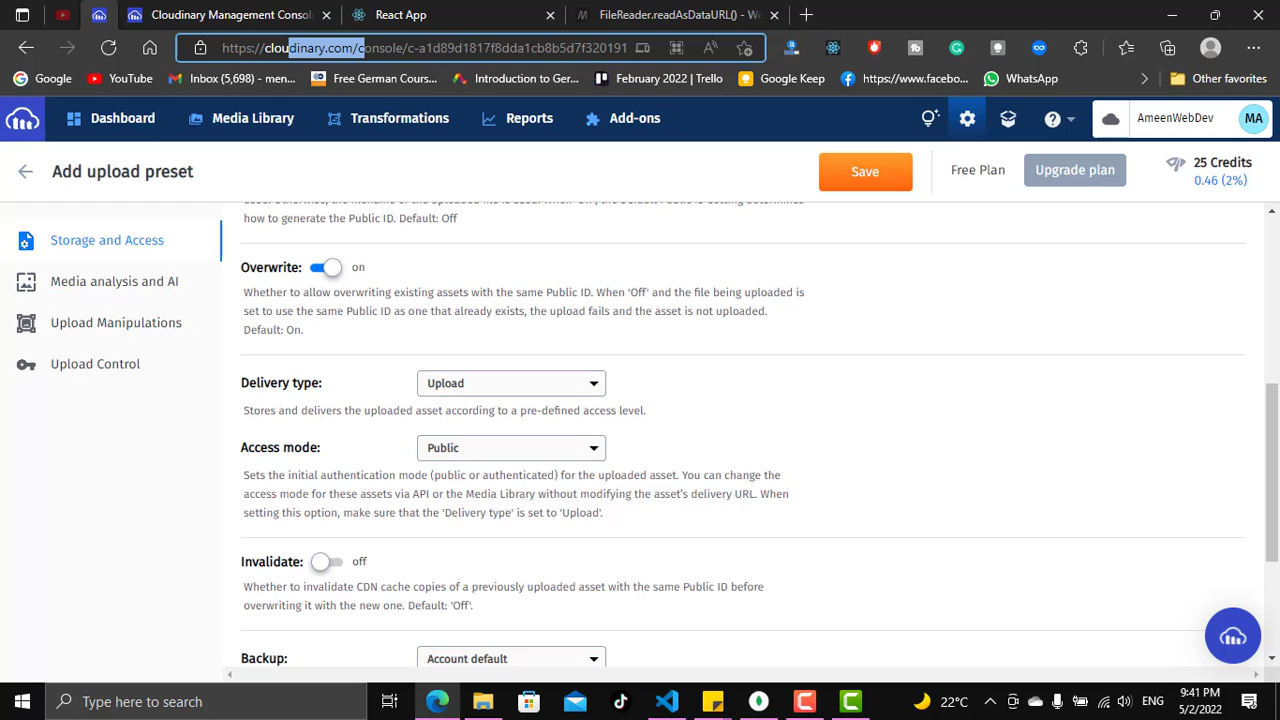 Cloudinary Management Consol
React App
FileReader.readAsDataURL() - We
https://cloudinary.com/console/c-a1d89d1817f8dda1cb8b5d7f320191
Google
YouTube
Inbox (5,698) - men...
Free German Cours...
Introduction to Ger...
February 2022 | Trello
Google Keep
https://www.facebo...
WhatsApp
Other favorites
Dashboard
Media Library
Transformations
Reports
Add-ons
AmeenWebDev
MA
Add upload preset
Save
Free Plan
Upgrade plan
25 Credits
0.46 (2%)
Storage and Access
Media analysis and AI
Upload Manipulations
Upload Control
how to generate the Public ID. Default: Off
Overwrite:
on
Whether to allow overwriting existing assets with the same Public ID. When 'Off' and the file being uploaded is
set to use the same Public ID as one that already exists, the upload fails and the asset is not uploaded.
Default: On.
Delivery type:
Upload
Stores and delivers the uploaded asset according to a pre-defined access level.
Access mode:
Public
Sets the initial authentication mode (public or authenticated) for the uploaded asset. You can change the
access mode for these assets via API or the Media Library without modifying the asset's delivery URL. When
setting this option, make sure that the 'Delivery type' is set to 'Upload'.
Invalidate:
off
Whether to invalidate CDN cache copies of a previously uploaded asset with the same Public ID before
overwriting it with the new one. Default: 'Off'.
Backup:
Account default
Type here to search
22°C
ENG
9:41 PM
5/2/2022